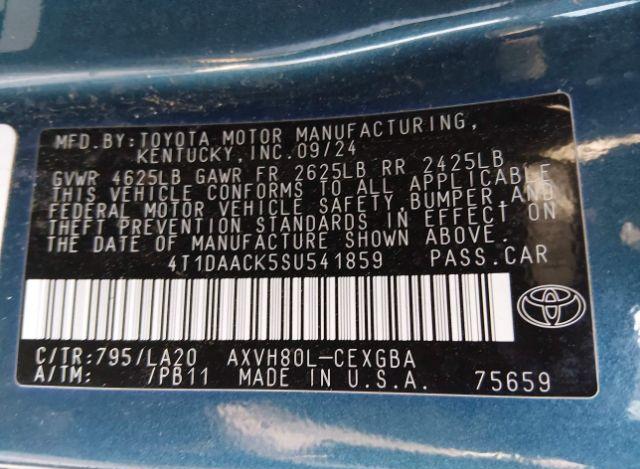 MFD.BY:TOYOTA MOTOR MANUFACTURING,
KENTUCKY,INC.09/24
GVWR 4625LB GAWR FR 2625LB RR 2425LB
THIS VEHICLE CONFORMS TO ALL APPLICABLE
FEDERAL MOTOR VEHICLE SAFETY,BUMPER,AND
THEFT PREVENTION STANDARDS IN EFFECT ON
THE DATE OF MANUFACTURE SHOWN ABOVE.
4T1DAACK5SU541859 PASS.CAR
C/TR:795/LA20 AXVH80L-CEXGBA
A/TM: /PB11 MADE IN U.S.A. 75659